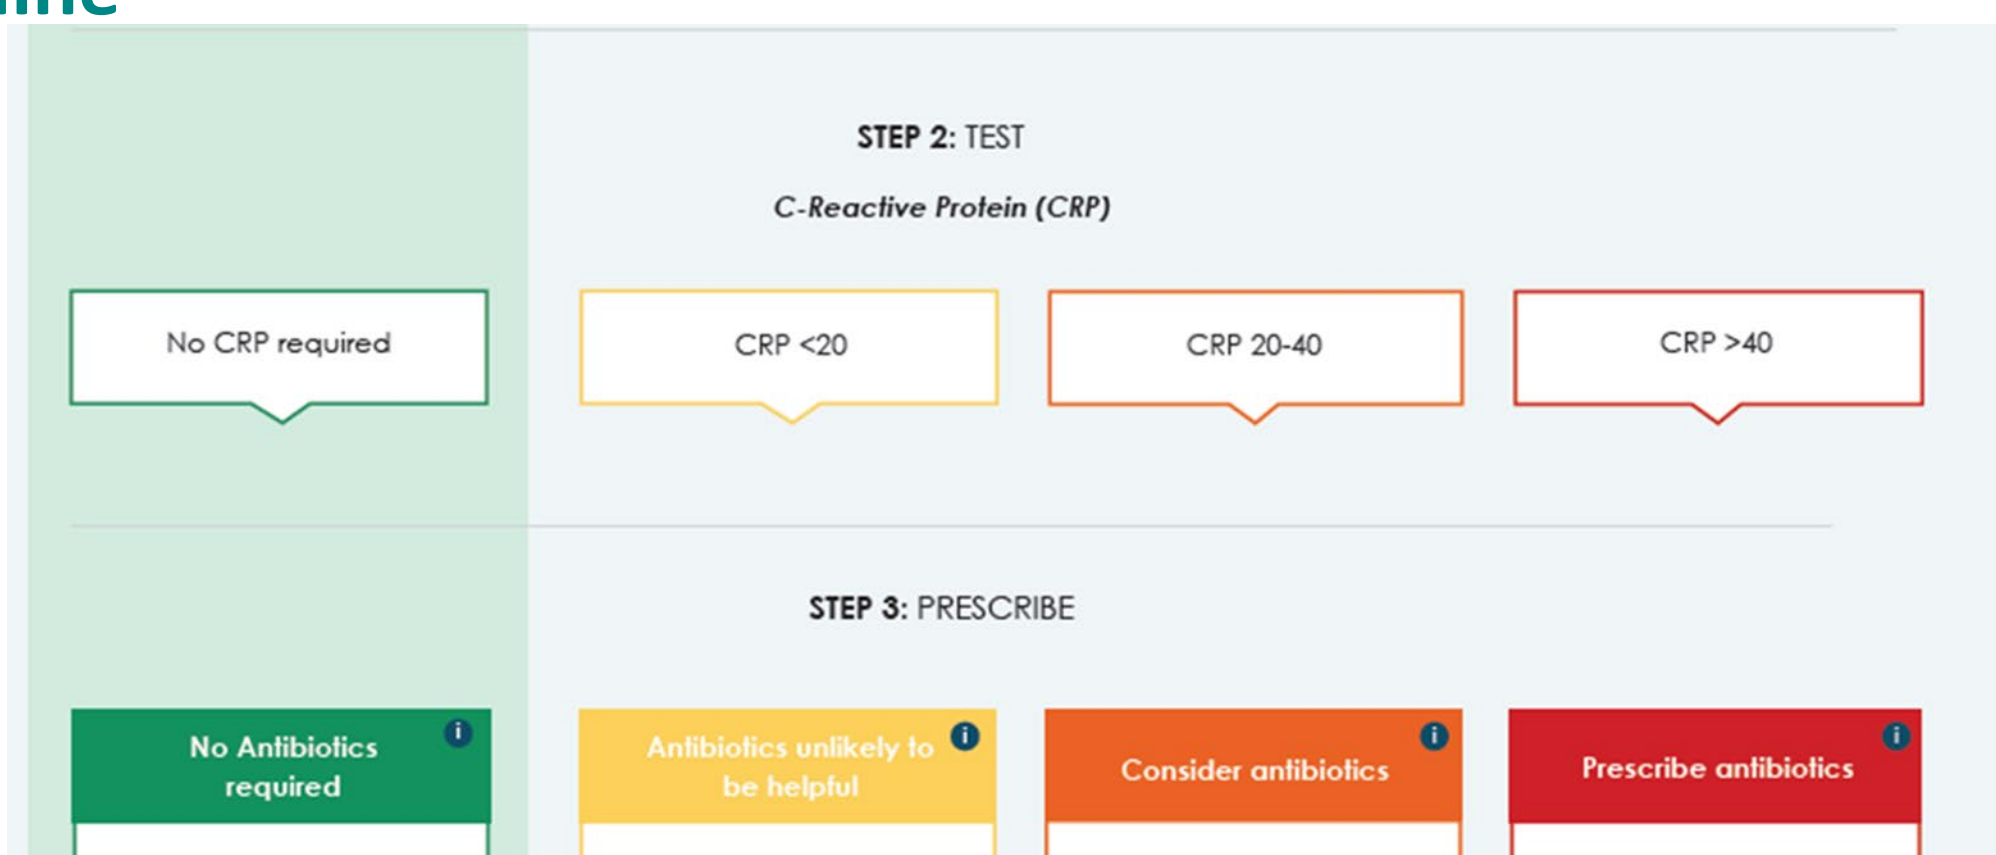 STEP 2: TEST
C-Reactive Protein (CRP)
No CRP required
CRP <20
CRP 20-40
CRP >40
STEP 3: PRESCRIBE
No Antibiotics
required
i
Antibiotics unlikely to
be helpful
i
Consider antibiotics
i
Prescribe antibiotics
i